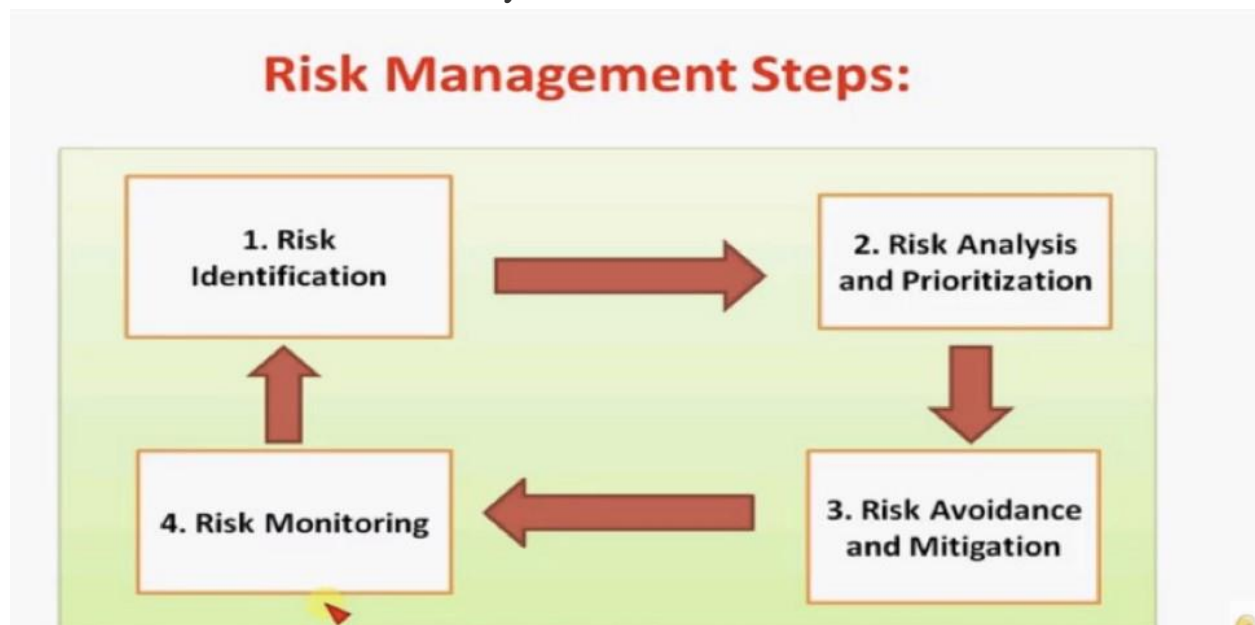 Risk Management Steps:
1. Risk
Identification
2. Risk Analysis
and Prioritization
3. Risk Avoidance
and Mitigation
4. Risk Monitoring